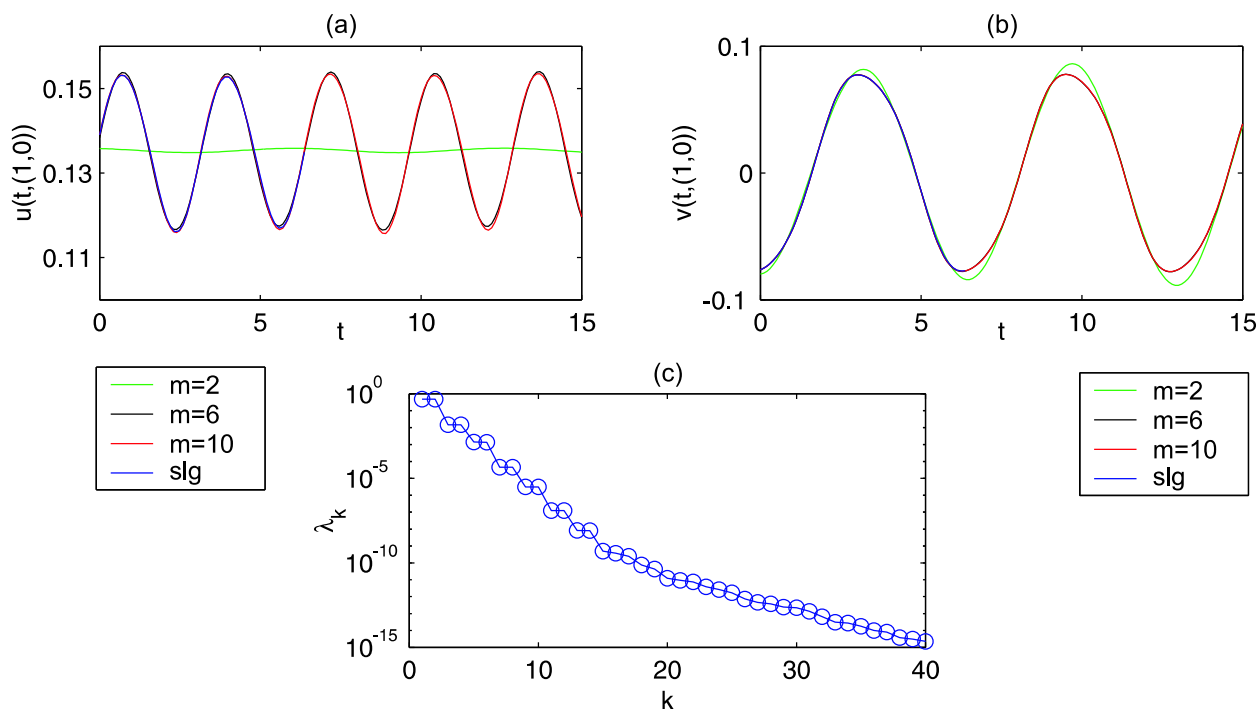 (a)
0.15
0.13
0.11
u(t,(1,0))
0
5
10
15
t
(b)
0.1
0
-0.1
v(t,(1,0))
0
5
10
15
t
m=2
m=6
m=10
slg
(c)
10^0
10^-5
10^-10
10^-15
λ_k
0
10
20
30
40
k
m=2
m=6
m=10
slg